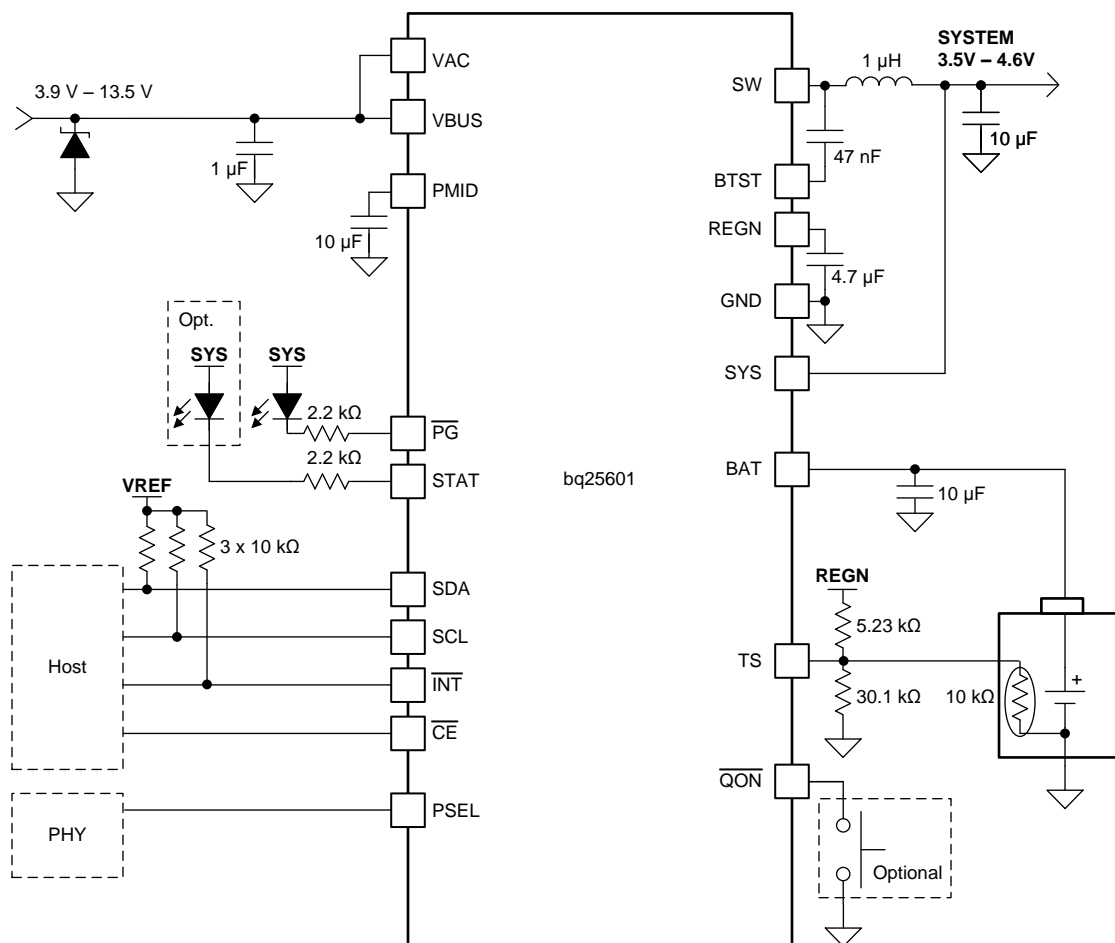 VAC
3.9 V – 13.5 V
VBUS
1 µF
PMID
10 µF
Opt.
SYS
SYS
2.2 kΩ
PG
2.2 kΩ
STAT
VREF
3 x 10 kΩ
SDA
SCL
Host
INT
CE
PSEL
PHY
bq25601
SYSTEM
3.5V – 4.6V
1 µH
SW
10 µF
47 nF
BTST
REGN
4.7 µF
GND
SYS
BAT
10 µF
REGN
5.23 kΩ
TS
+
30.1 kΩ
10 kΩ
QON
Optional